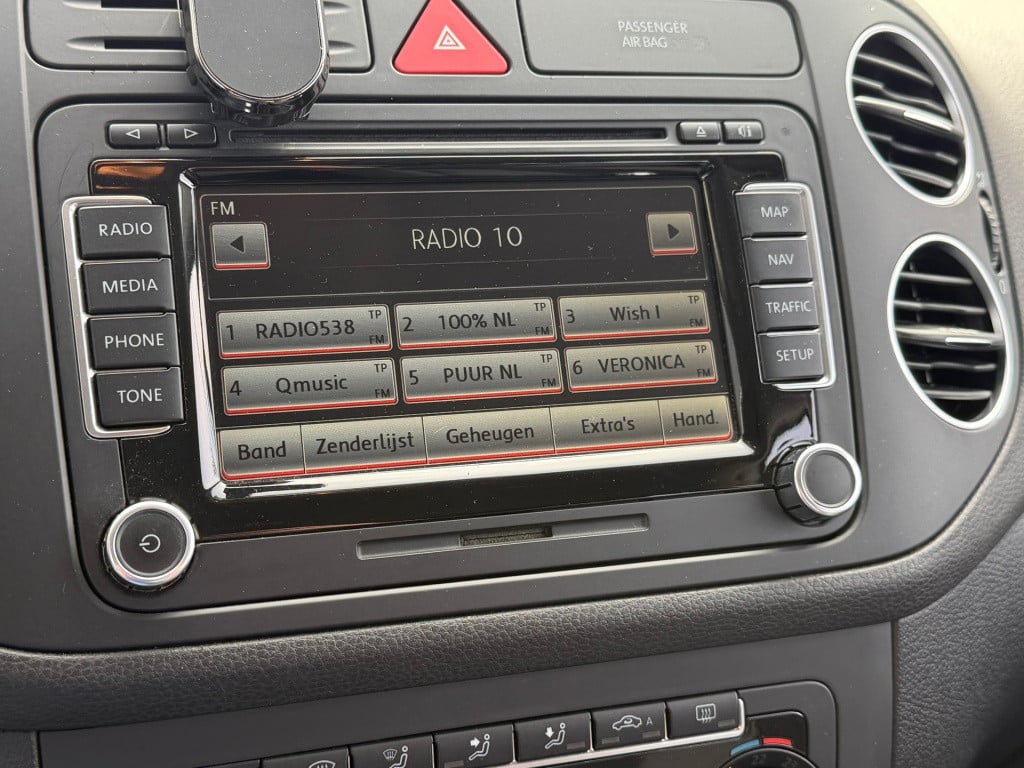 PASSENGER
AIR BAG
RADIO
MEDIA
PHONE
TONE
FM
RADIO 10
1 RADIO538 TP FM
2 100% NL TP FM
3 Wish I TP FM
4 Qmusic TP FM
5 PUUR NL TP FM
6 VERONICA TP FM
Band Zenderlijst Geheugen Extra's Hand.
MAP
NAV
TRAFFIC
SETUP
0
A